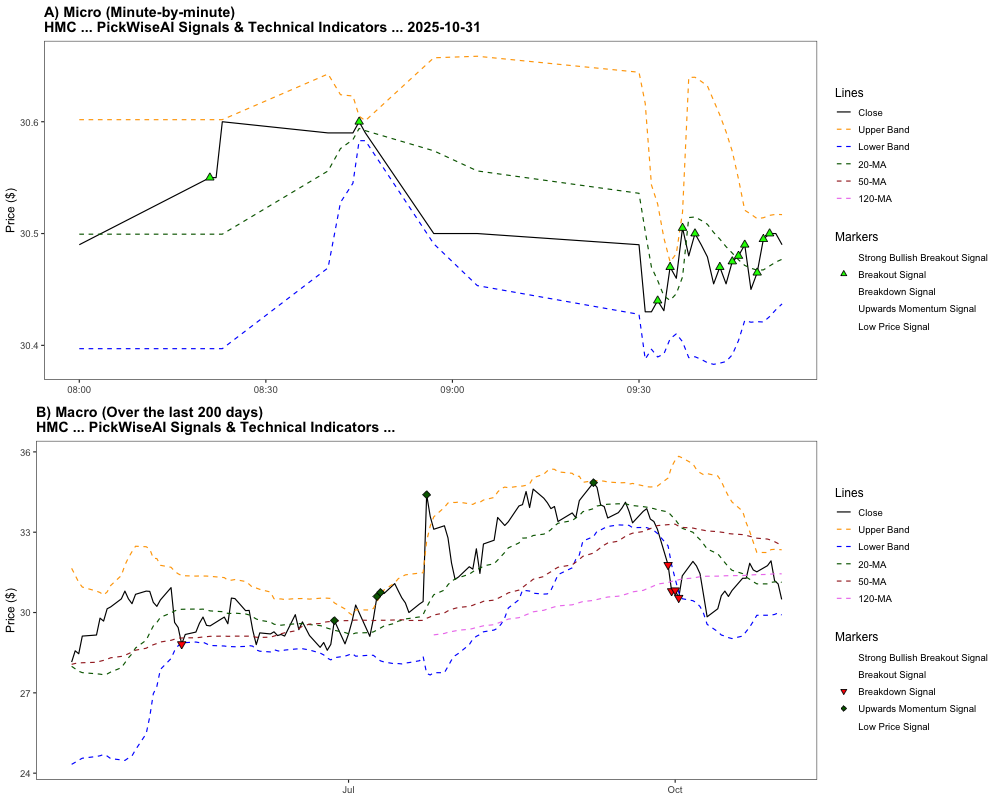 A) Micro (Minute-by-minute)
HMC ... PickWiseAI Signals & Technical Indicators ... 2025-10-31
Price ($)
30.6
30.5
30.4
08:00
08:30
09:00
09:30
Lines
Close
Upper Band
Lower Band
20-MA
50-MA
120-MA
Markers
Strong Bullish Breakout Signal
Breakout Signal
Breakdown Signal
Upwards Momentum Signal
Low Price Signal
B) Macro (Over the last 200 days)
HMC ... PickWiseAI Signals & Technical Indicators ...
Price ($)
36
33
30
27
24
Jul
Oct
Lines
Close
Upper Band
Lower Band
20-MA
50-MA
120-MA
Markers
Strong Bullish Breakout Signal
Breakout Signal
Breakdown Signal
Upwards Momentum Signal
Low Price Signal